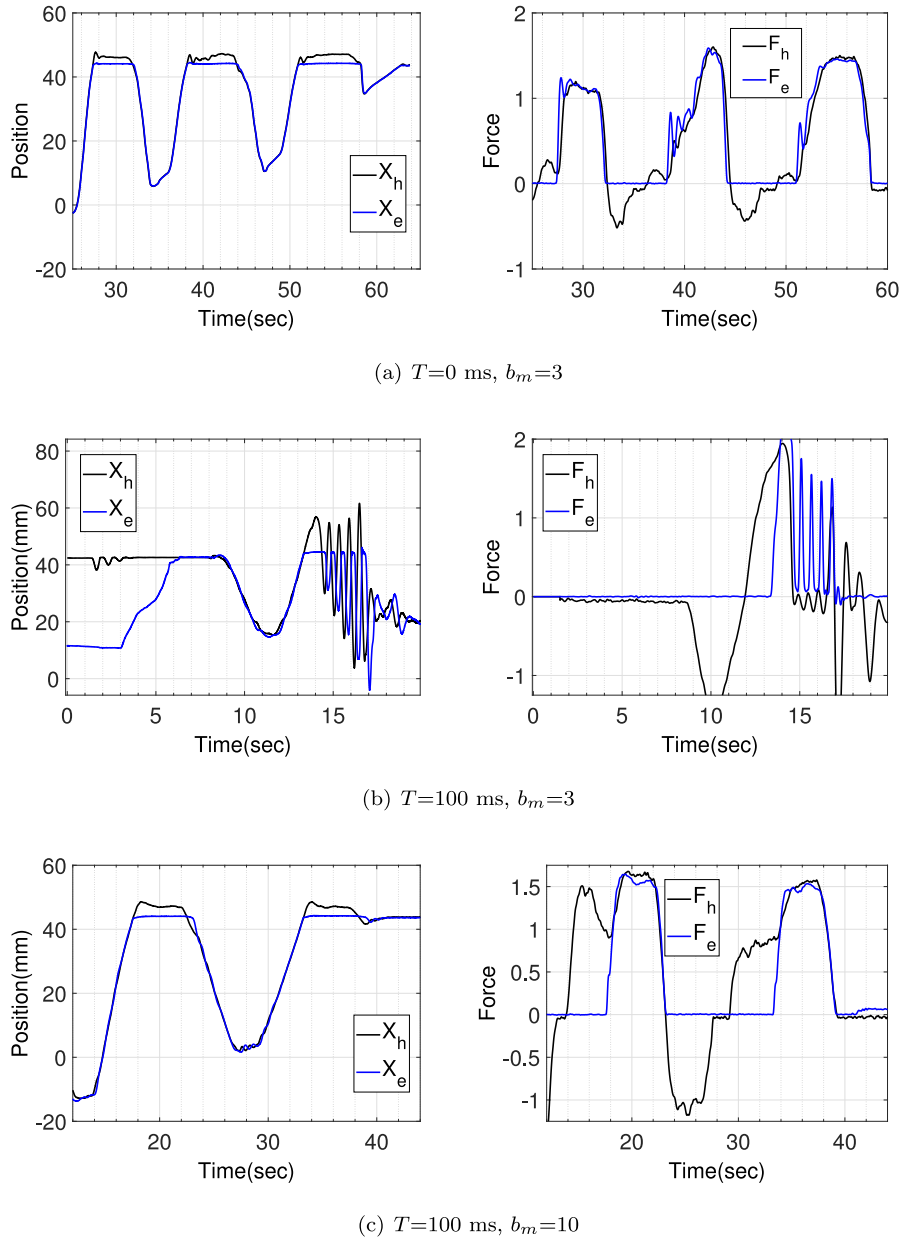 60
40
20
0
-20
Position
30 40 50 60
Time(sec)
X_h
X_e
2
1
0
-1
Force
30 40 50 60
Time(sec)
F_h
F_e
(a) T=0 ms, b_m=3
80
60
40
20
0
Position(mm)
0 5 10 15
Time(sec)
X_h
X_e
2
1
0
-1
Force
0 5 10 15
Time(sec)
F_h
F_e
(b) T=100 ms, b_m=3
60
40
20
0
-20
Position(mm)
20 30 40
Time(sec)
X_h
X_e
1.5
1
0.5
0
-0.5
-1
Force
20 30 40
Time(sec)
F_h
F_e
(c) T=100 ms, b_m=10